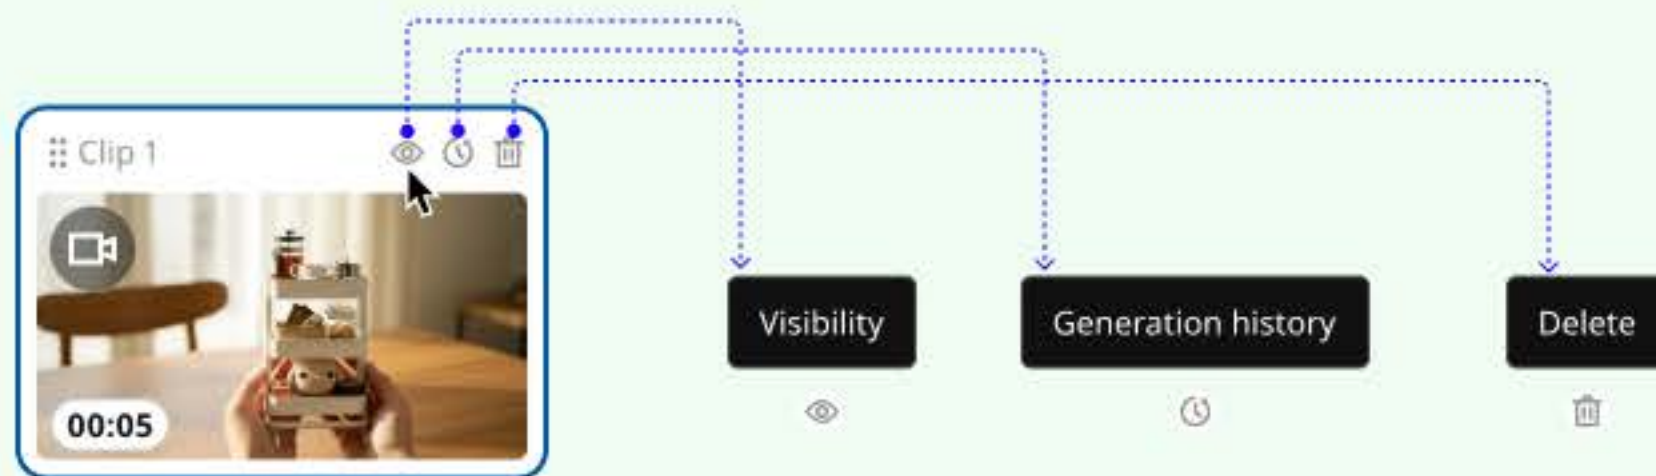 Clip 1
00:05
Visibility
Generation history
Delete